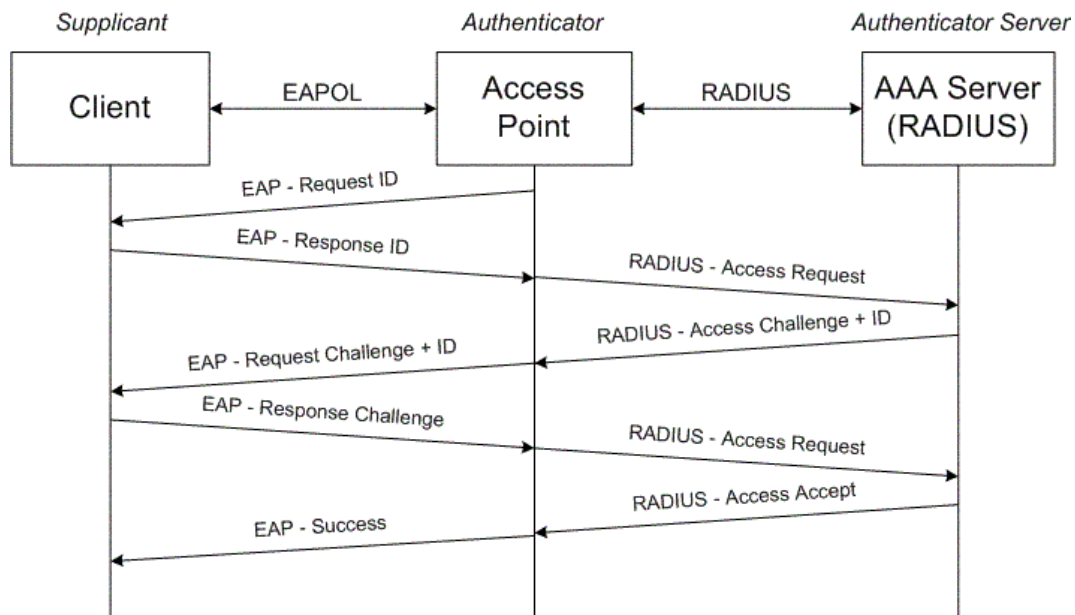 Supplicant
Authenticator
Authenticator Server
Client
EAPOL
Access
Point
RADIUS
AAA Server
(RADIUS)
EAP - Request ID
EAP - Response ID
RADIUS - Access Request
RADIUS - Access Challenge + ID
EAP - Request Challenge + ID
EAP - Response Challenge
RADIUS - Access Request
RADIUS - Access Accept
EAP - Success